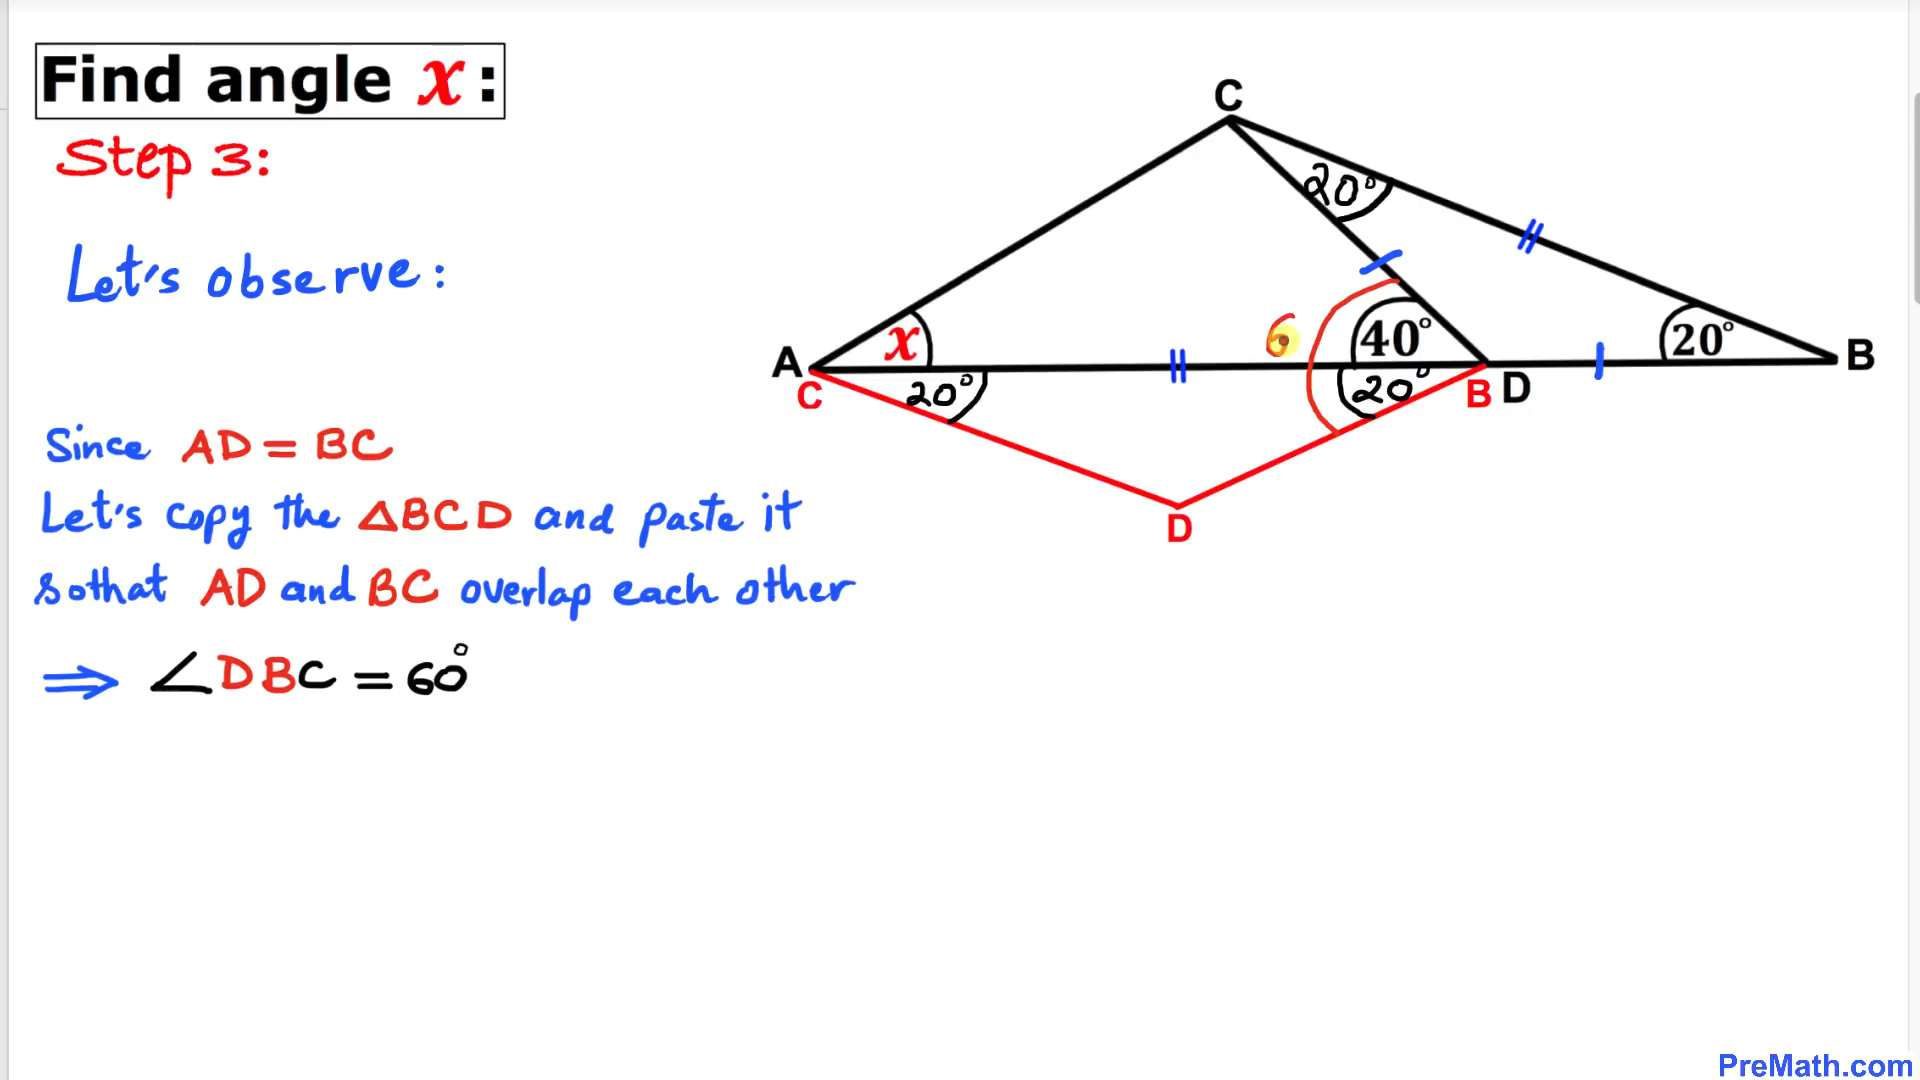 Find angle x:
Step 3:
Let's observe:
Since AD = BC
Let's copy the △BCD and paste it
so that AD and BC overlap each other
⇒ ∠DBC = 60°
C
20°
6
40°
20°
x
A
B
C
20°
20°
B D
D
PreMath.com